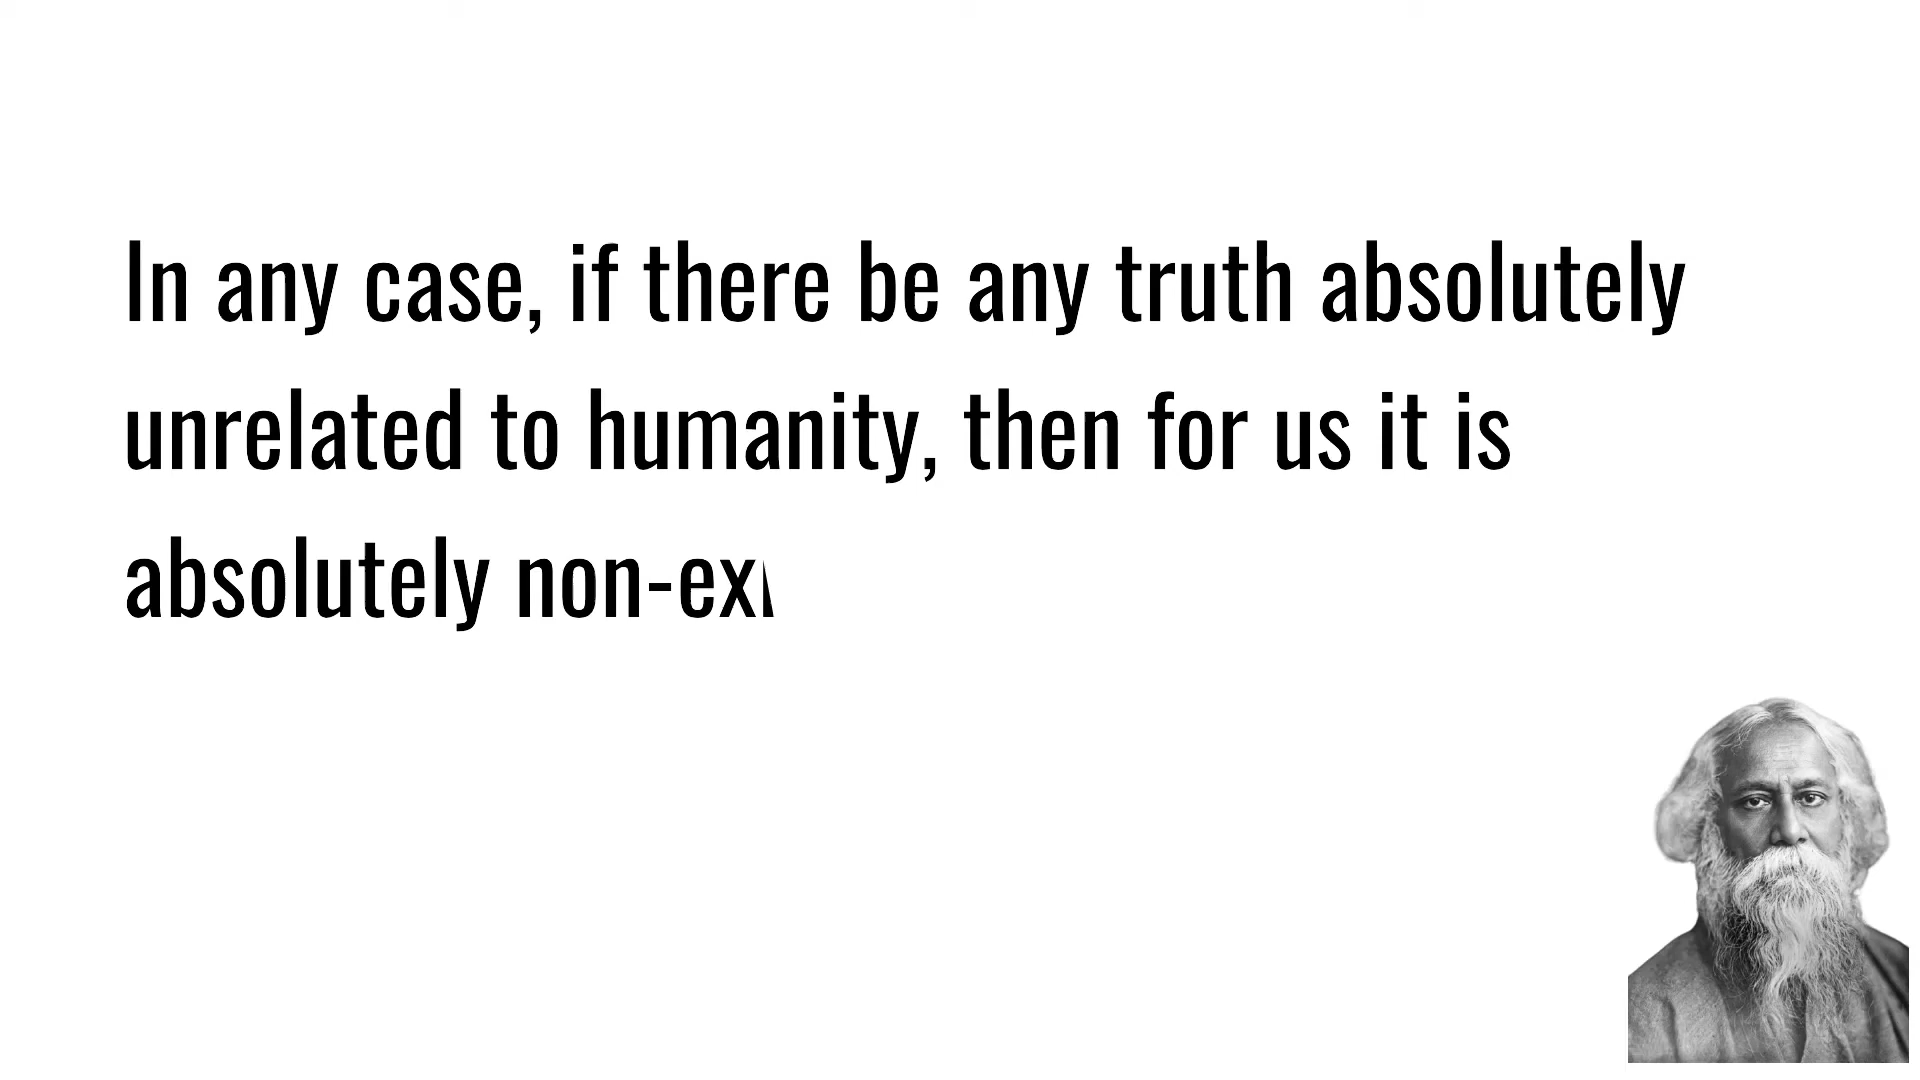 In any case, if there be any truth absolutely
unrelated to humanity, then for us it is
absolutely non-ex